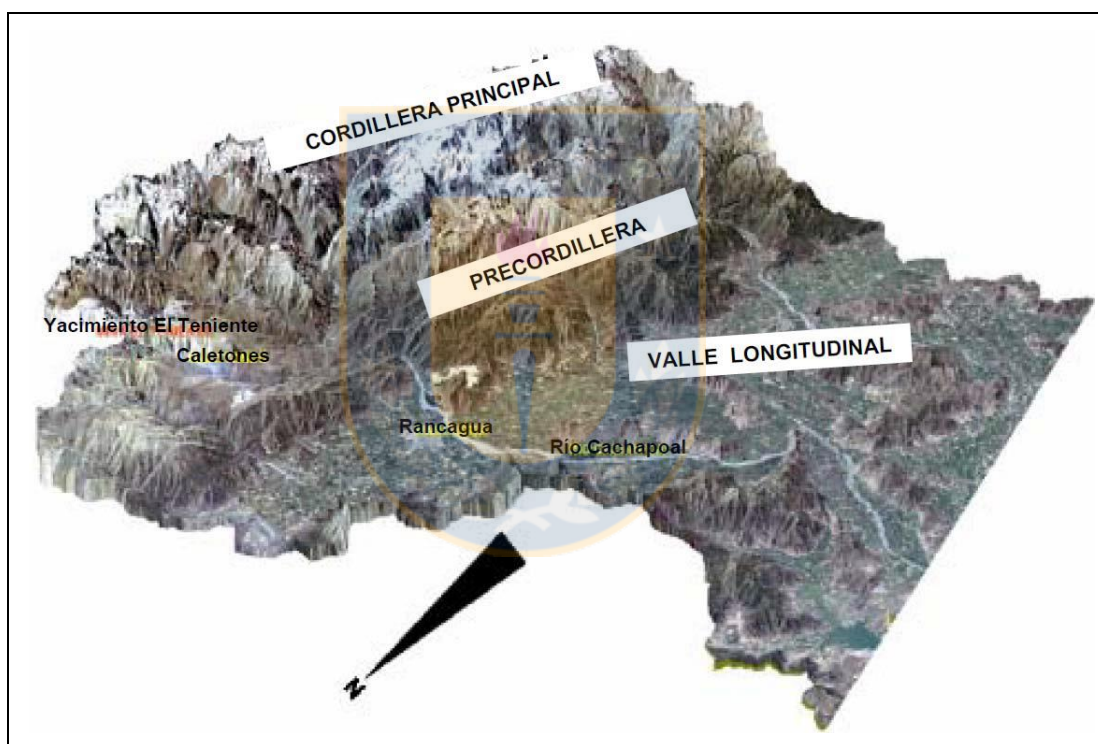 CORDILLERA PRINCIPAL
PRECORDILLERA
Yacimiento El Teniente
VALLE LONGITUDINAL
Caletones
Rancagua
Río Cachapoal
N